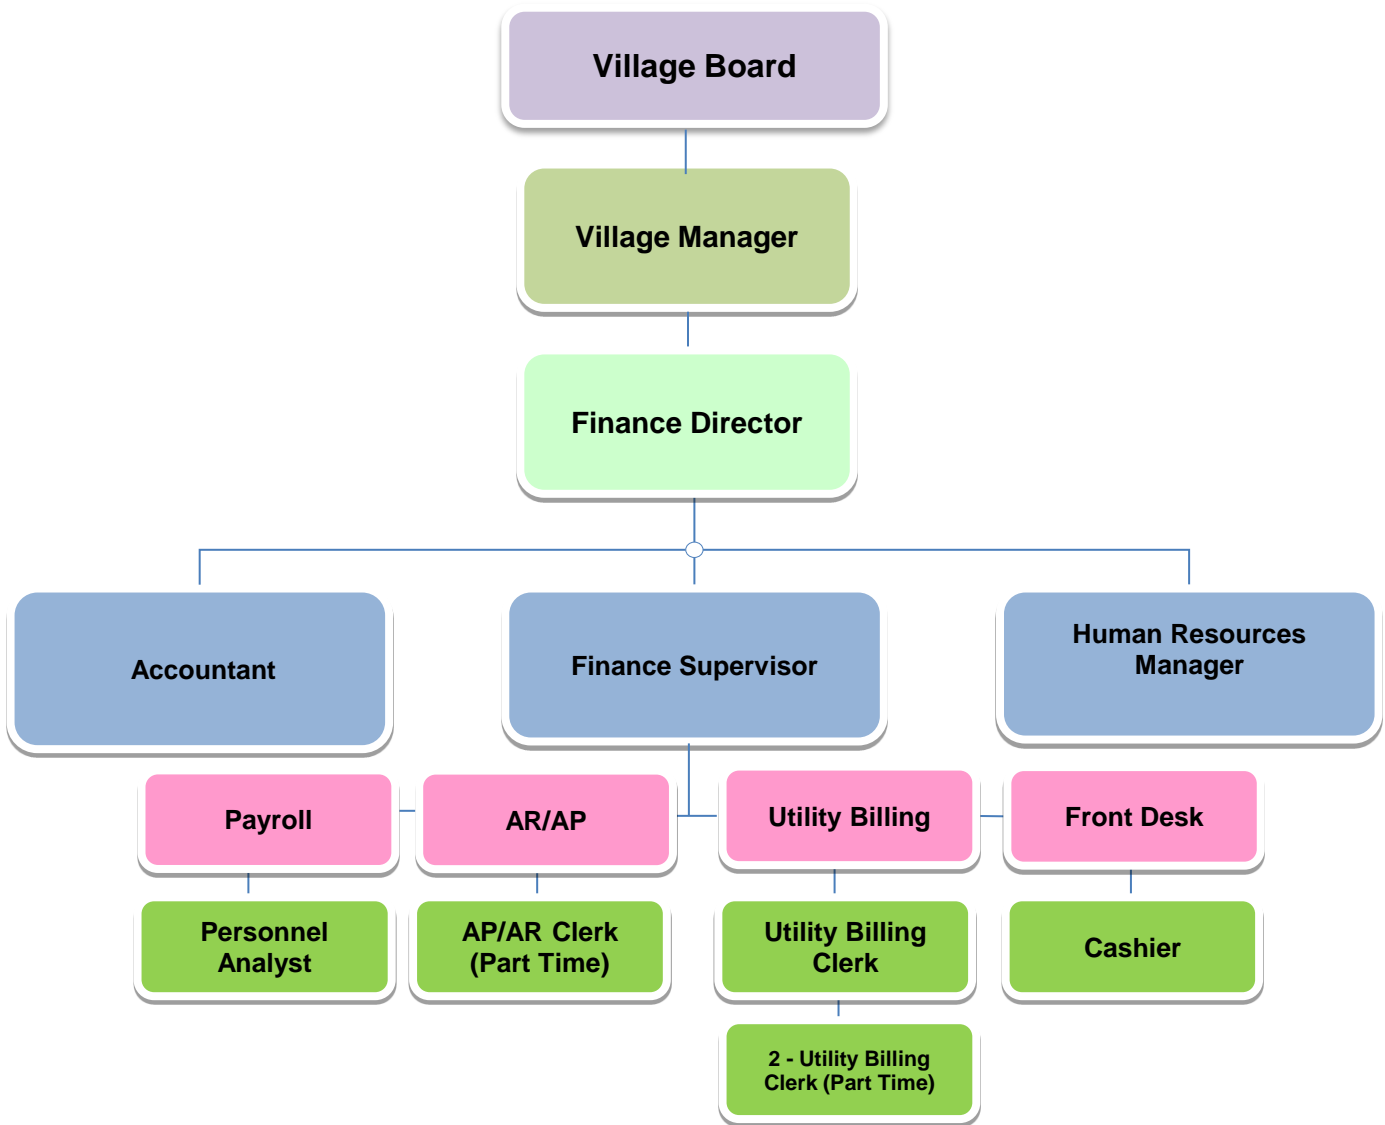 Village Board
Village Manager
Finance Director
Accountant
Finance Supervisor
Human Resources
Manager
Payroll
AR/AP
Utility Billing
Front Desk
Personnel
Analyst
AP/AR Clerk
(Part Time)
Utility Billing
Clerk
Cashier
2 - Utility Billing
Clerk (Part Time)